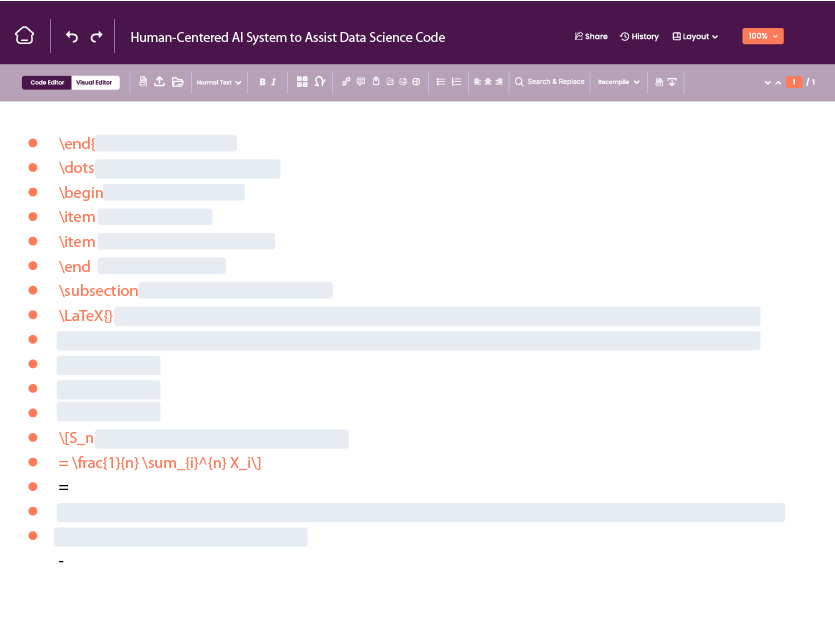 Human-Centered AI System to Assist Data Science Code
Share History Layout 100%
Code Editor Visual Editor Normal Text B I Search & Replace Recompile 1 / 1
\end{
\dots
\begin
\item
\item
\end
\subsection
\LaTeX{}
\[S_n
= \frac{1}{n} \sum_{i}^{n} X_i\]
=
-